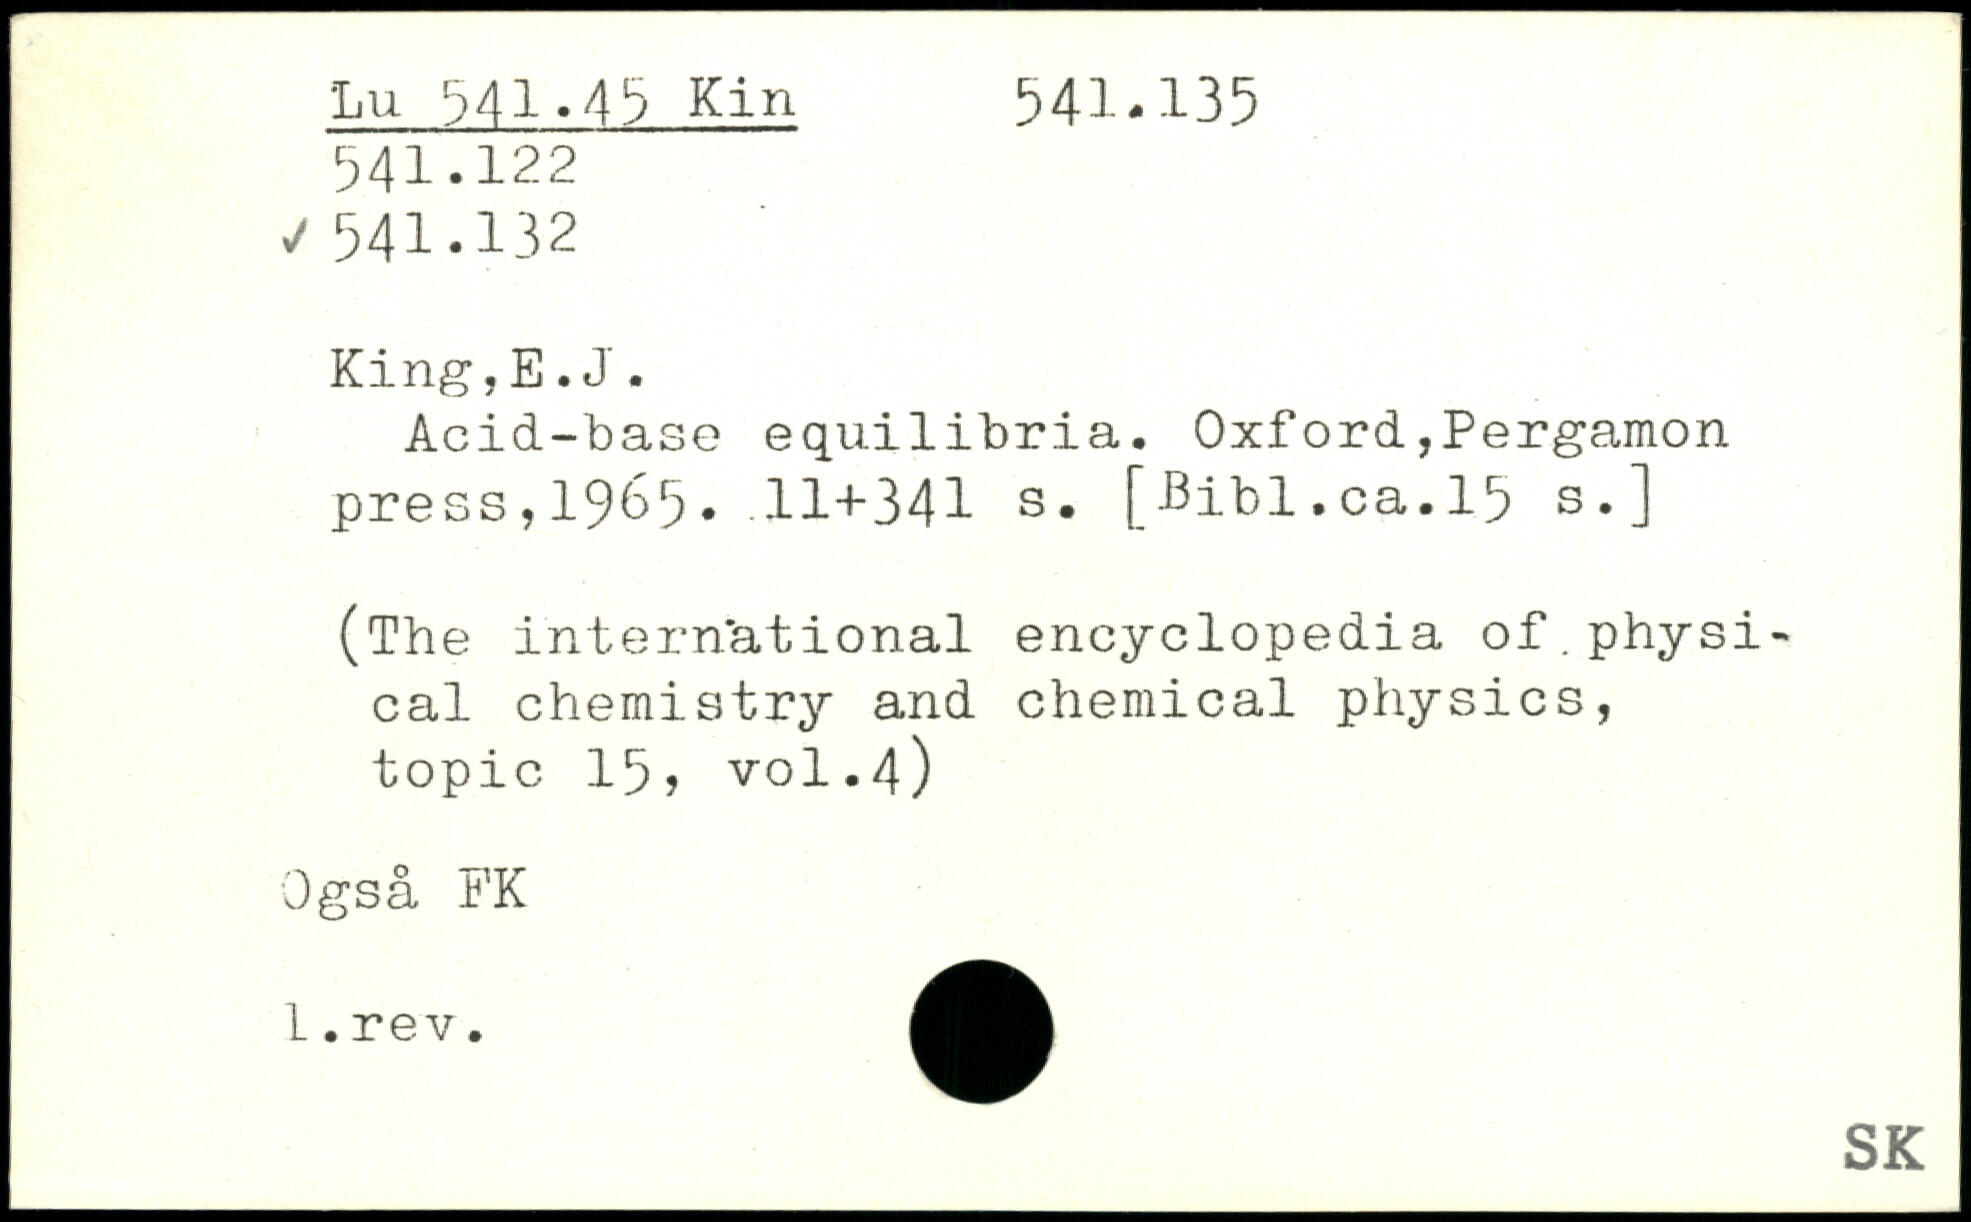 Lu 541.45 Kin 541.135
541.122
✓ 541.132
King,E.J.
Acid-base equilibria. Oxford,Pergamon
press,1965. 11+341 s. [Bibl.ca.15 s.]
(The international encyclopedia of physi-
cal chemistry and chemical physics,
topic 15, vol.4)
Også FK
1.rev.
SK